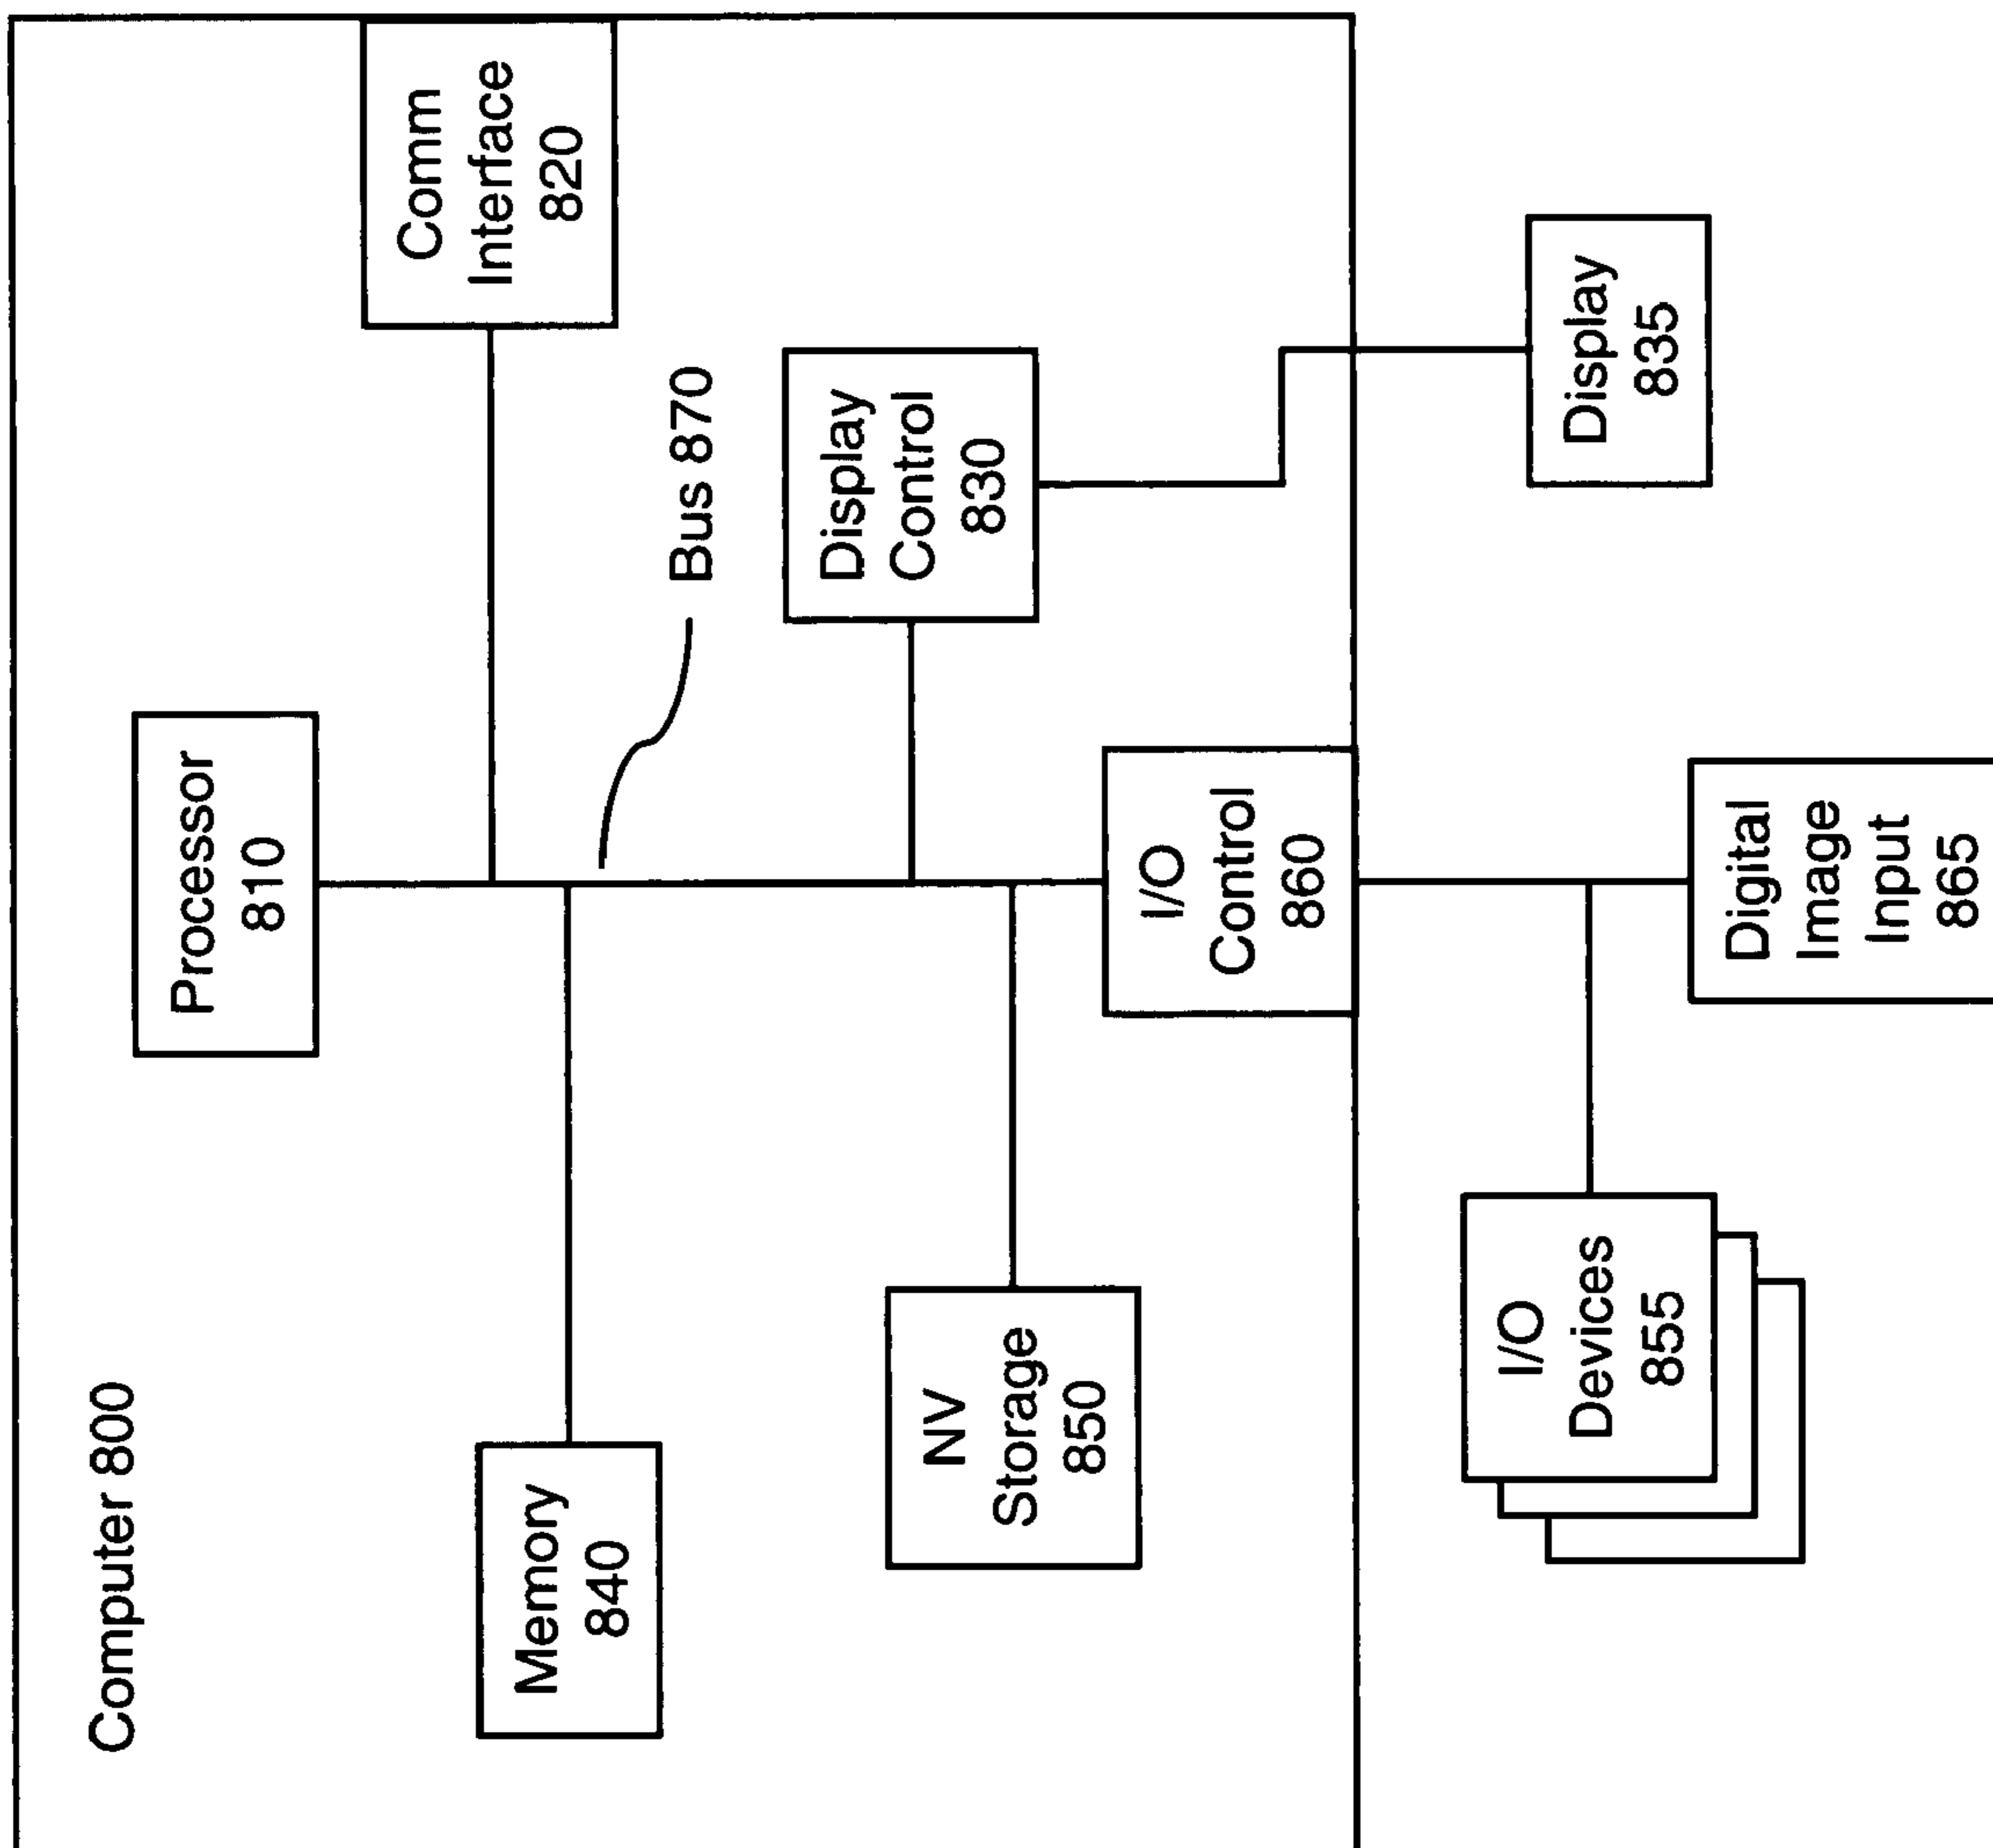 Computer 800
Processor
810
Memory
840
Comm
Interface
820
Bus 870
NV
Storage
850
Display
Control
830
I/O
Control
860
I/O
Devices
855
Digital
Image
Input
865
Display
835